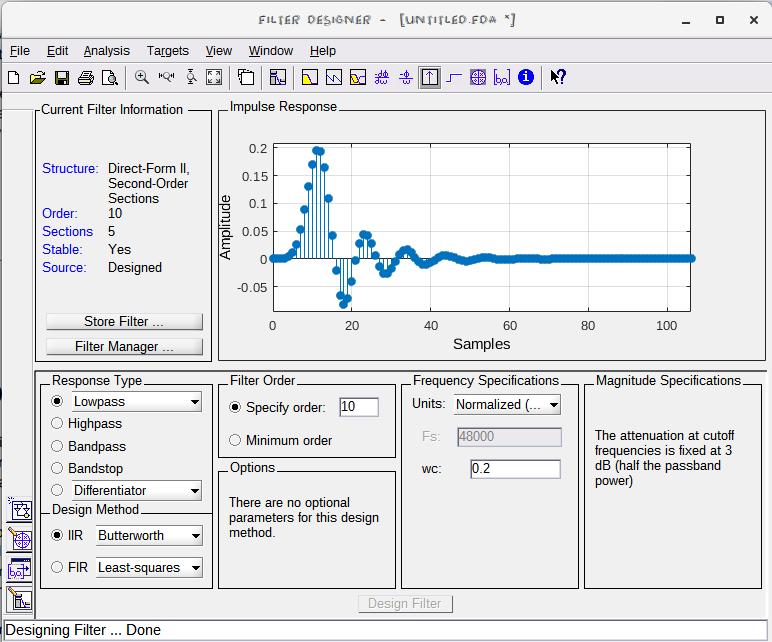 FILTER DESIGNER - [UNTITLED.FDA *]
File Edit Analysis Targets View Window Help
Current Filter Information
Structure: Direct-Form II,
Second-Order
Sections
Order: 10
Sections 5
Stable: Yes
Source: Designed
Store Filter ...
Filter Manager ...
Impulse Response
Amplitude
0.2
0.15
0.1
0.05
0
-0.05
0 20 40 60 80 100
Samples
Response Type
Lowpass
Highpass
Bandpass
Bandstop
Differentiator
Design Method
IIR Butterworth
FIR Least-squares
Filter Order
Specify order: 10
Minimum order
Options
There are no optional
parameters for this design
method.
Frequency Specifications
Units: Normalized (...
Fs: 48000
wc: 0.2
Magnitude Specifications
The attenuation at cutoff
frequencies is fixed at 3
dB (half the passband
power)
Design Filter
Designing Filter ... Done